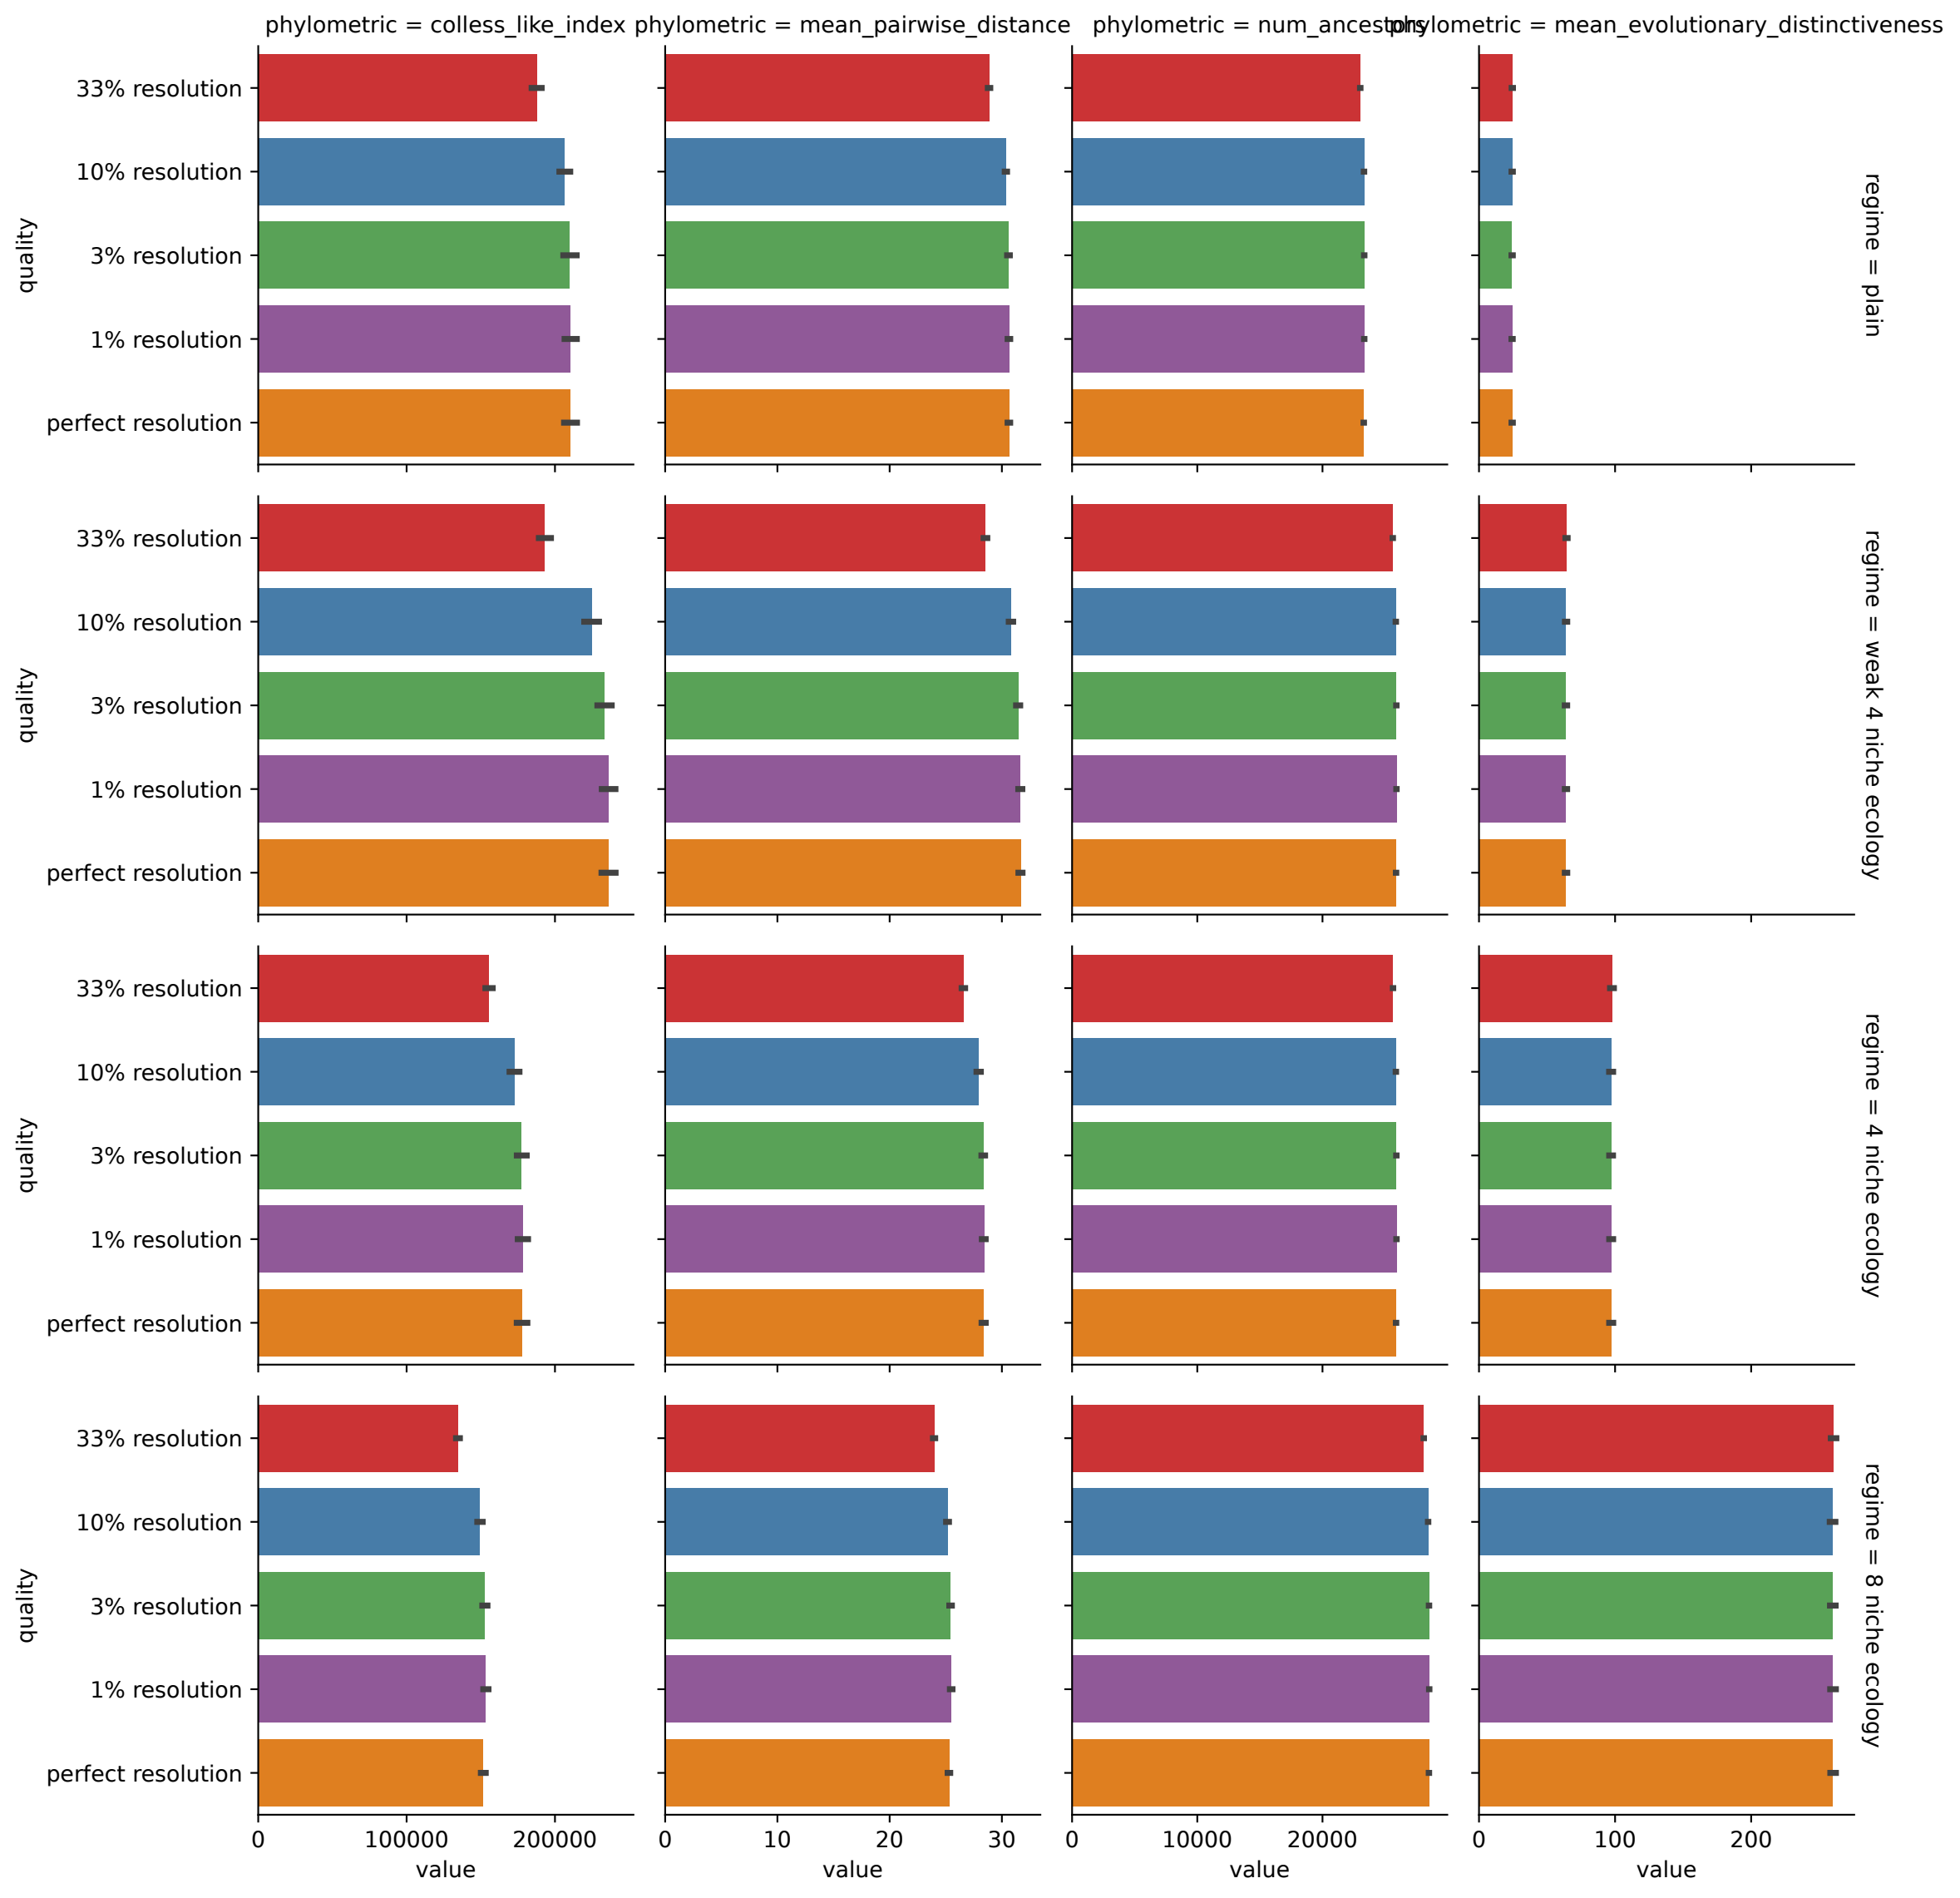 phylometric = colless_like_index
phylometric = mean_pairwise_distance
phylometric = num_ancestors
phylometric = mean_evolutionary_distinctiveness
quality
33% resolution
10% resolution
3% resolution
1% resolution
perfect resolution
regime = plain
quality
33% resolution
10% resolution
3% resolution
1% resolution
perfect resolution
regime = weak 4 niche ecology
quality
33% resolution
10% resolution
3% resolution
1% resolution
perfect resolution
regime = 4 niche ecology
quality
33% resolution
10% resolution
3% resolution
1% resolution
perfect resolution
regime = 8 niche ecology
0 100000 200000
value
0 10 20 30
value
0 10000 20000
value
0 100 200
value